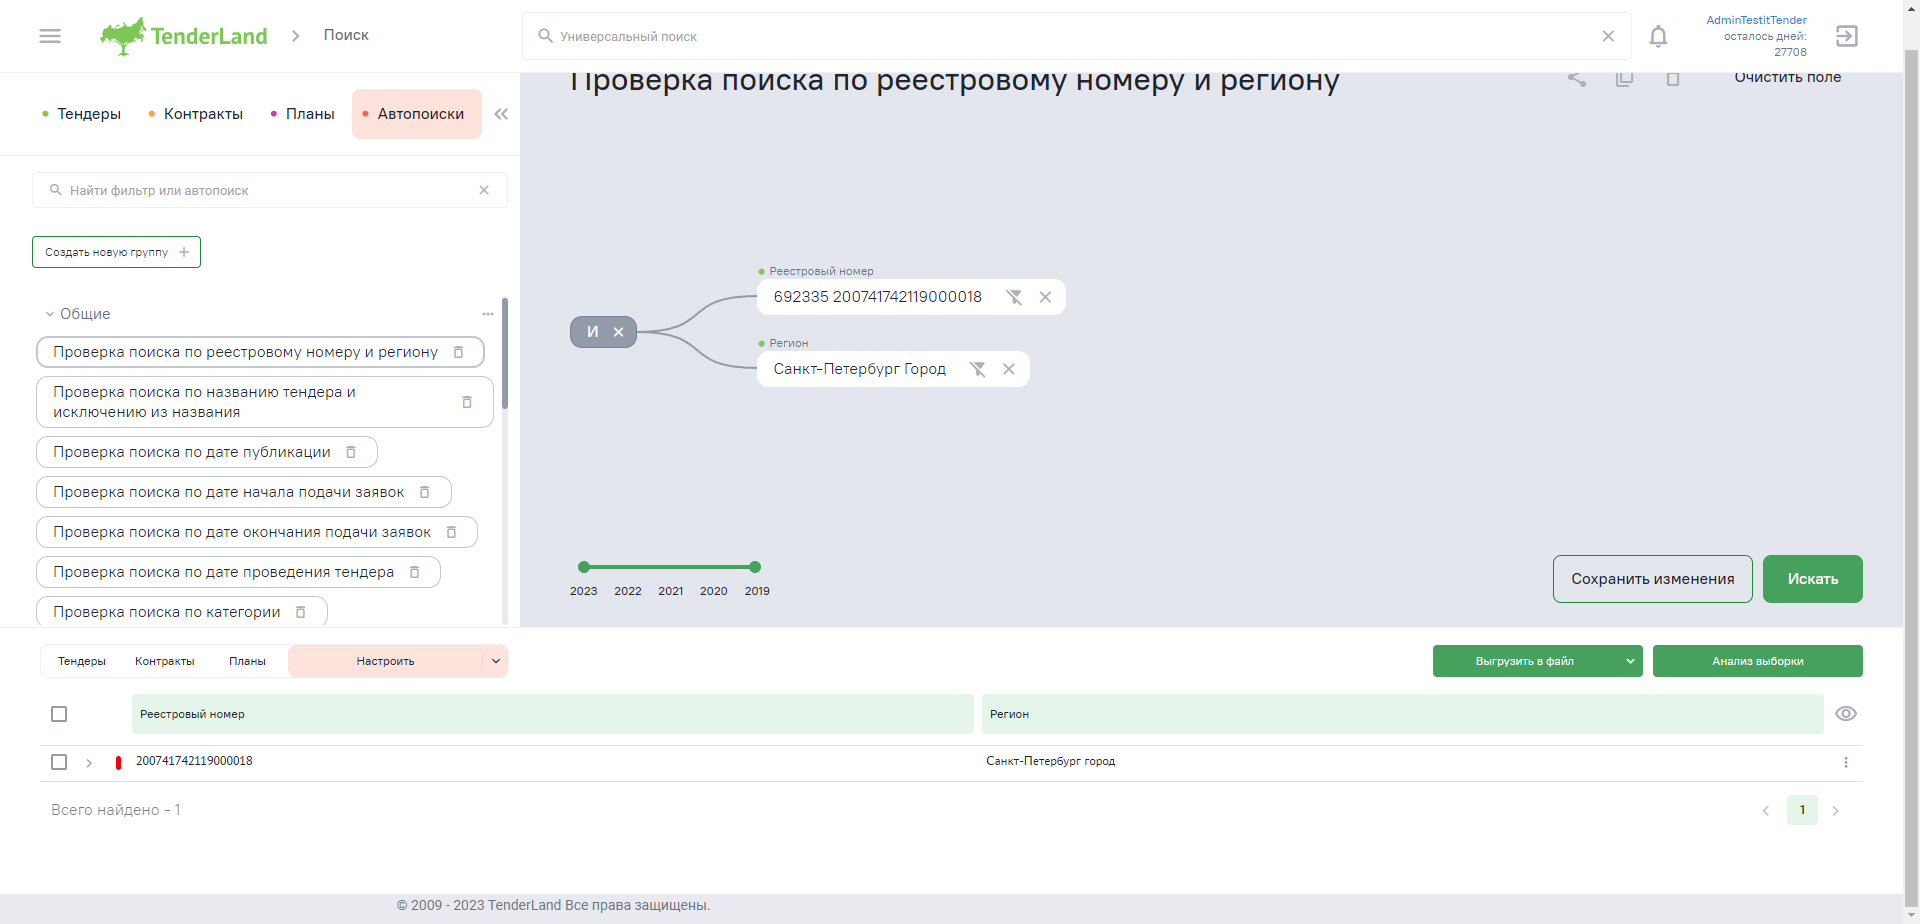 TenderLand
Поиск
Универсальный поиск
AdminTestitTender
осталось дней:
27708
Тендеры
Контракты
Планы
Автопоиски
Проверка поиска по реестровому номеру и региону
Очистить поле
Найти фильтр или автопоиск
Создать новую группу
Общие
Проверка поиска по реестровому номеру и региону
Проверка поиска по названию тендера и
исключению из названия
Проверка поиска по дате публикации
Проверка поиска по дате начала подачи заявок
Проверка поиска по дате окончания подачи заявок
Проверка поиска по дате проведения тендера
Проверка поиска по категории
И
Реестровый номер
692335 200741742119000018
Регион
Санкт-Петербург Город
2023 2022 2021 2020 2019
Сохранить изменения
Искать
Тендеры
Контракты
Планы
Настроить
Выгрузить в файл
Анализ выборки
Реестровый номер
Регион
200741742119000018
Санкт-Петербург город
Всего найдено - 1
1
© 2009 - 2023 TenderLand Все права защищены.